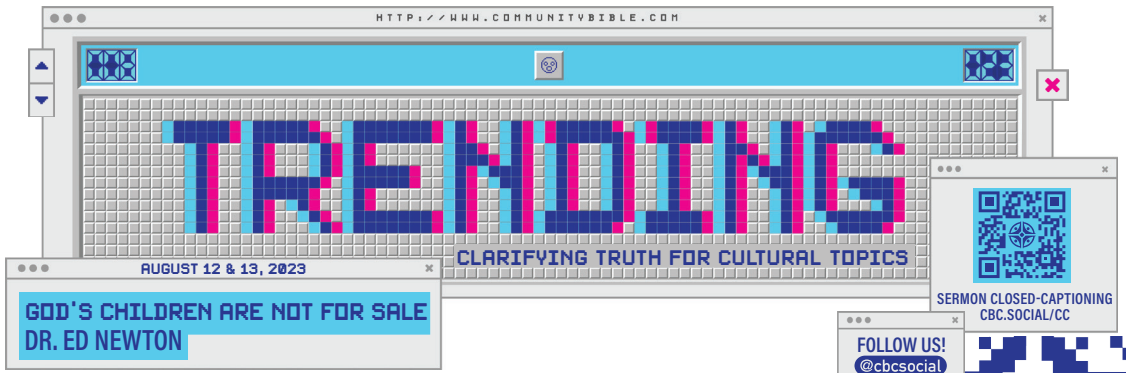 HTTP://WWW.COMMUNITYBIBLE.COM
TRENDING
CLARIFYING TRUTH FOR CULTURAL TOPICS
AUGUST 12 & 13, 2023
GOD'S CHILDREN ARE NOT FOR SALE
DR. ED NEWTON
SERMON CLOSED-CAPTIONING
CBC.SOCIAL/CC
FOLLOW US!
@cbcsocial